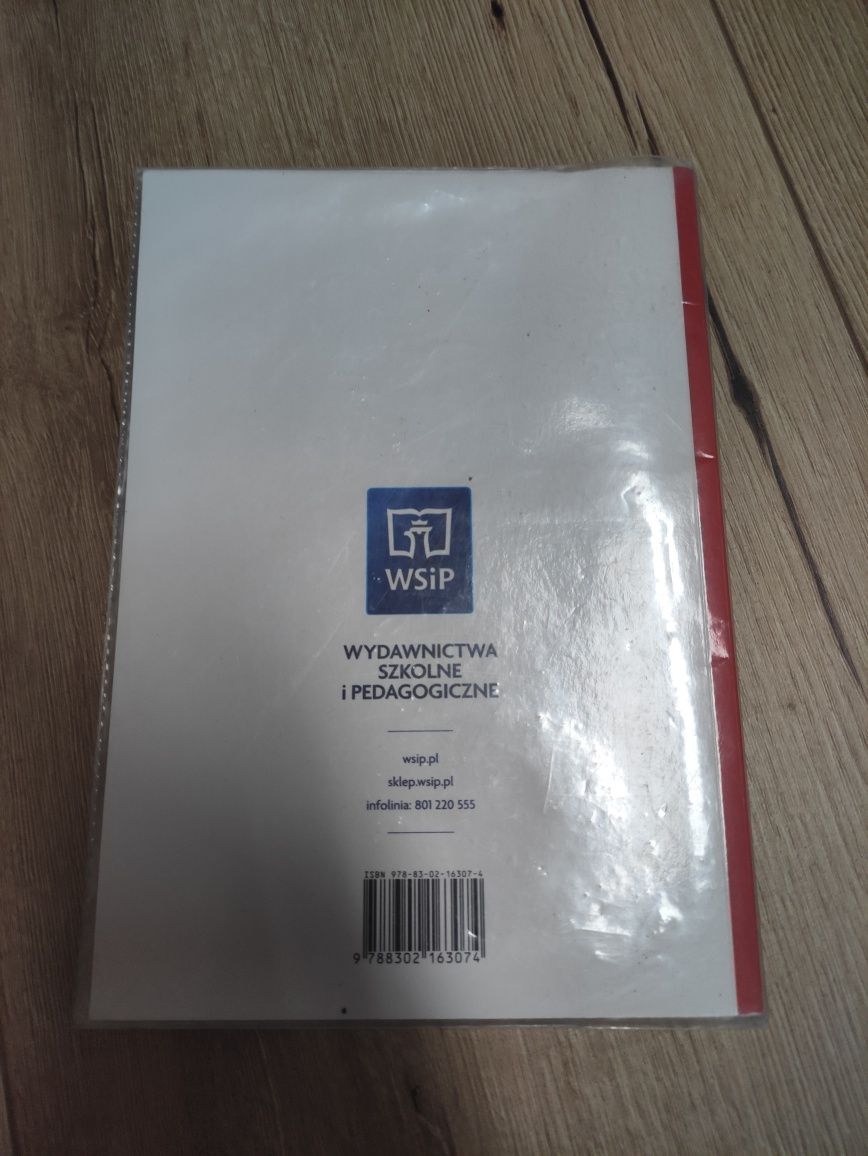 WSiP
WYDAWNICTWA
SZKOLNE
i PEDAGOGICZNE
wsip.pl
sklep.wsip.pl
infolinia: 801 220 555
ISBN 978-83-02-16307-4
9 788302 163074